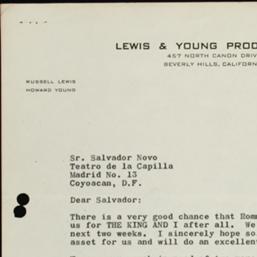 LEWIS & YOUNG PROD
457 NORTH CANON DRIV
BEVERLY HILLS, CALIFORN
RUSSELL LEWIS
HOWARD YOUNG
Sr. Salvador Novo
Teatro de la Capilla
Madrid No. 13
Coyoacan, D.F.
Dear Salvador:
There is a very good chance that Romm
us for THE KING AND I after all. We
next two weeks. I sincerely hope so
asset for us and will do an excellen